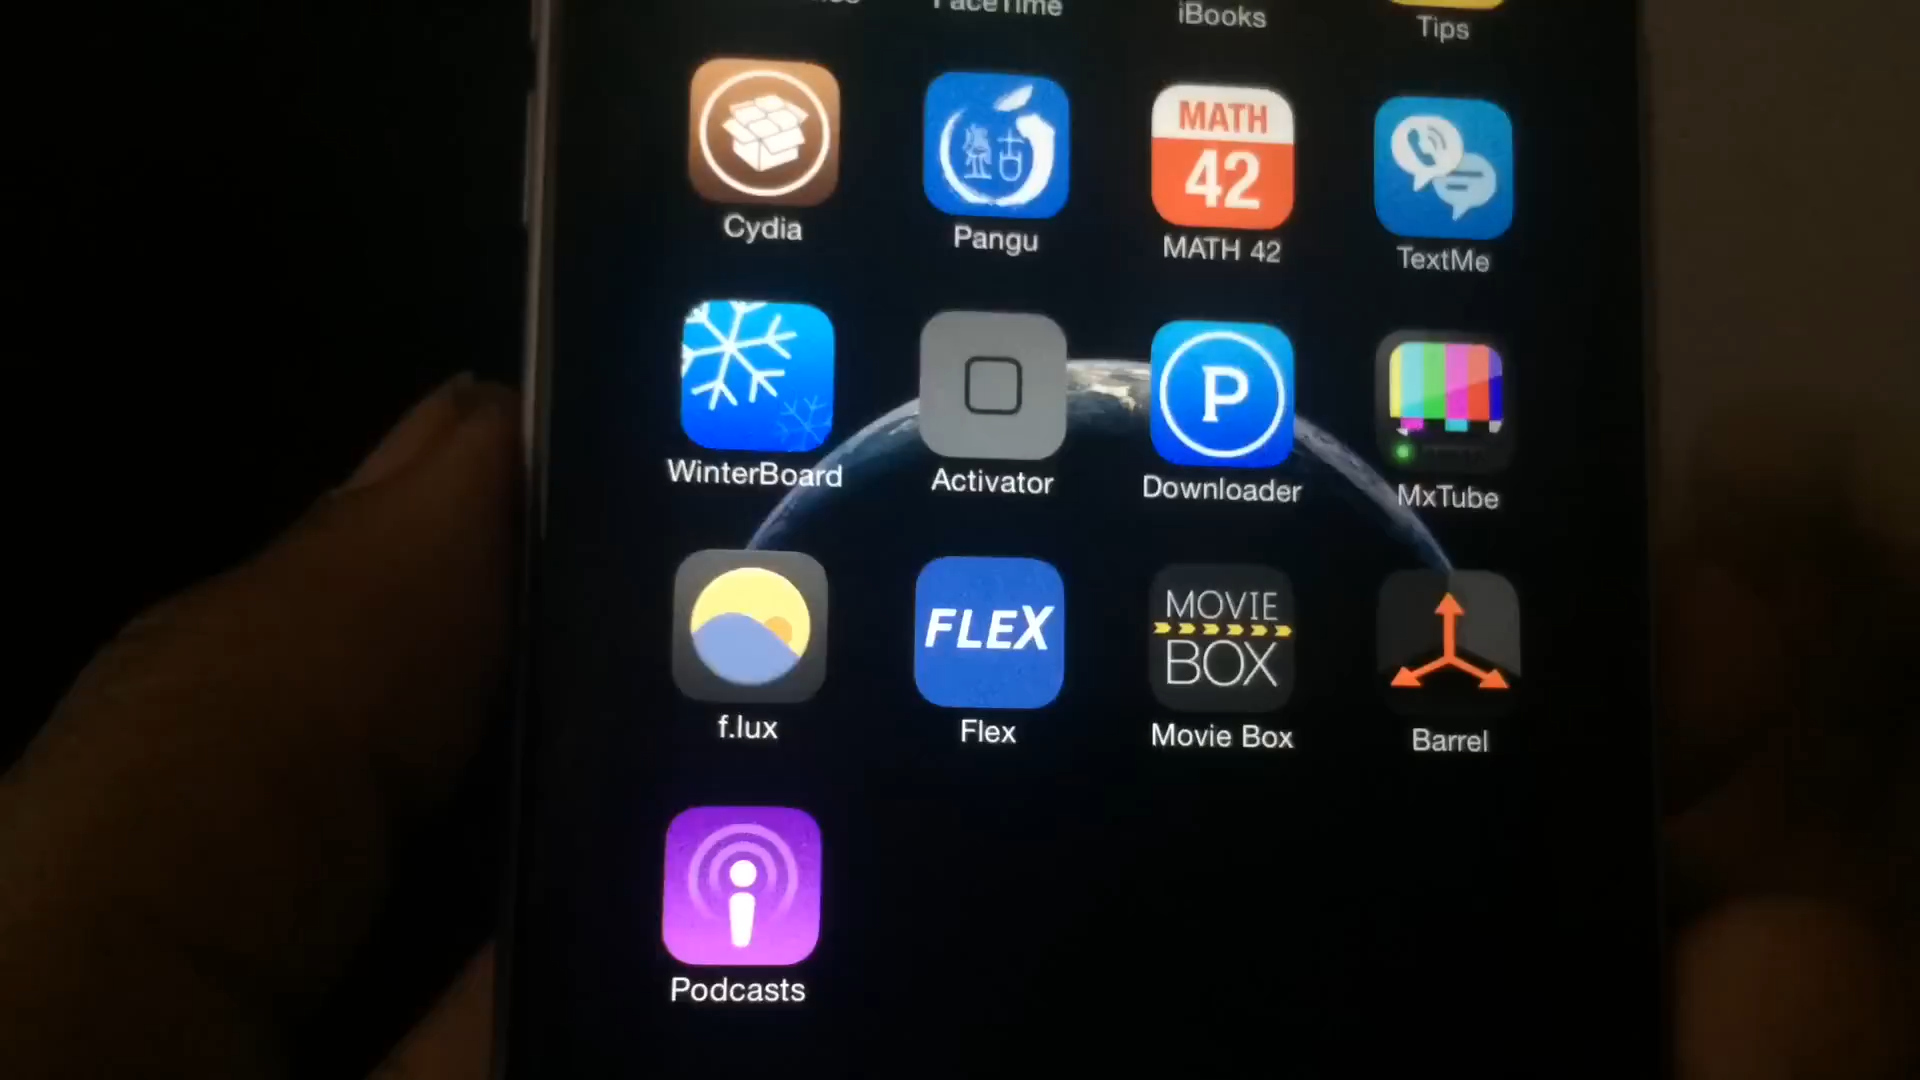 FaceTime
iBooks
Tips
MATH
42
Cydia
Pangu
MATH 42
TextMe
P
WinterBoard
Activator
Downloader
MxTube
FLEX
MOVIE
BOX
f.lux
Flex
Movie Box
Barrel
Podcasts